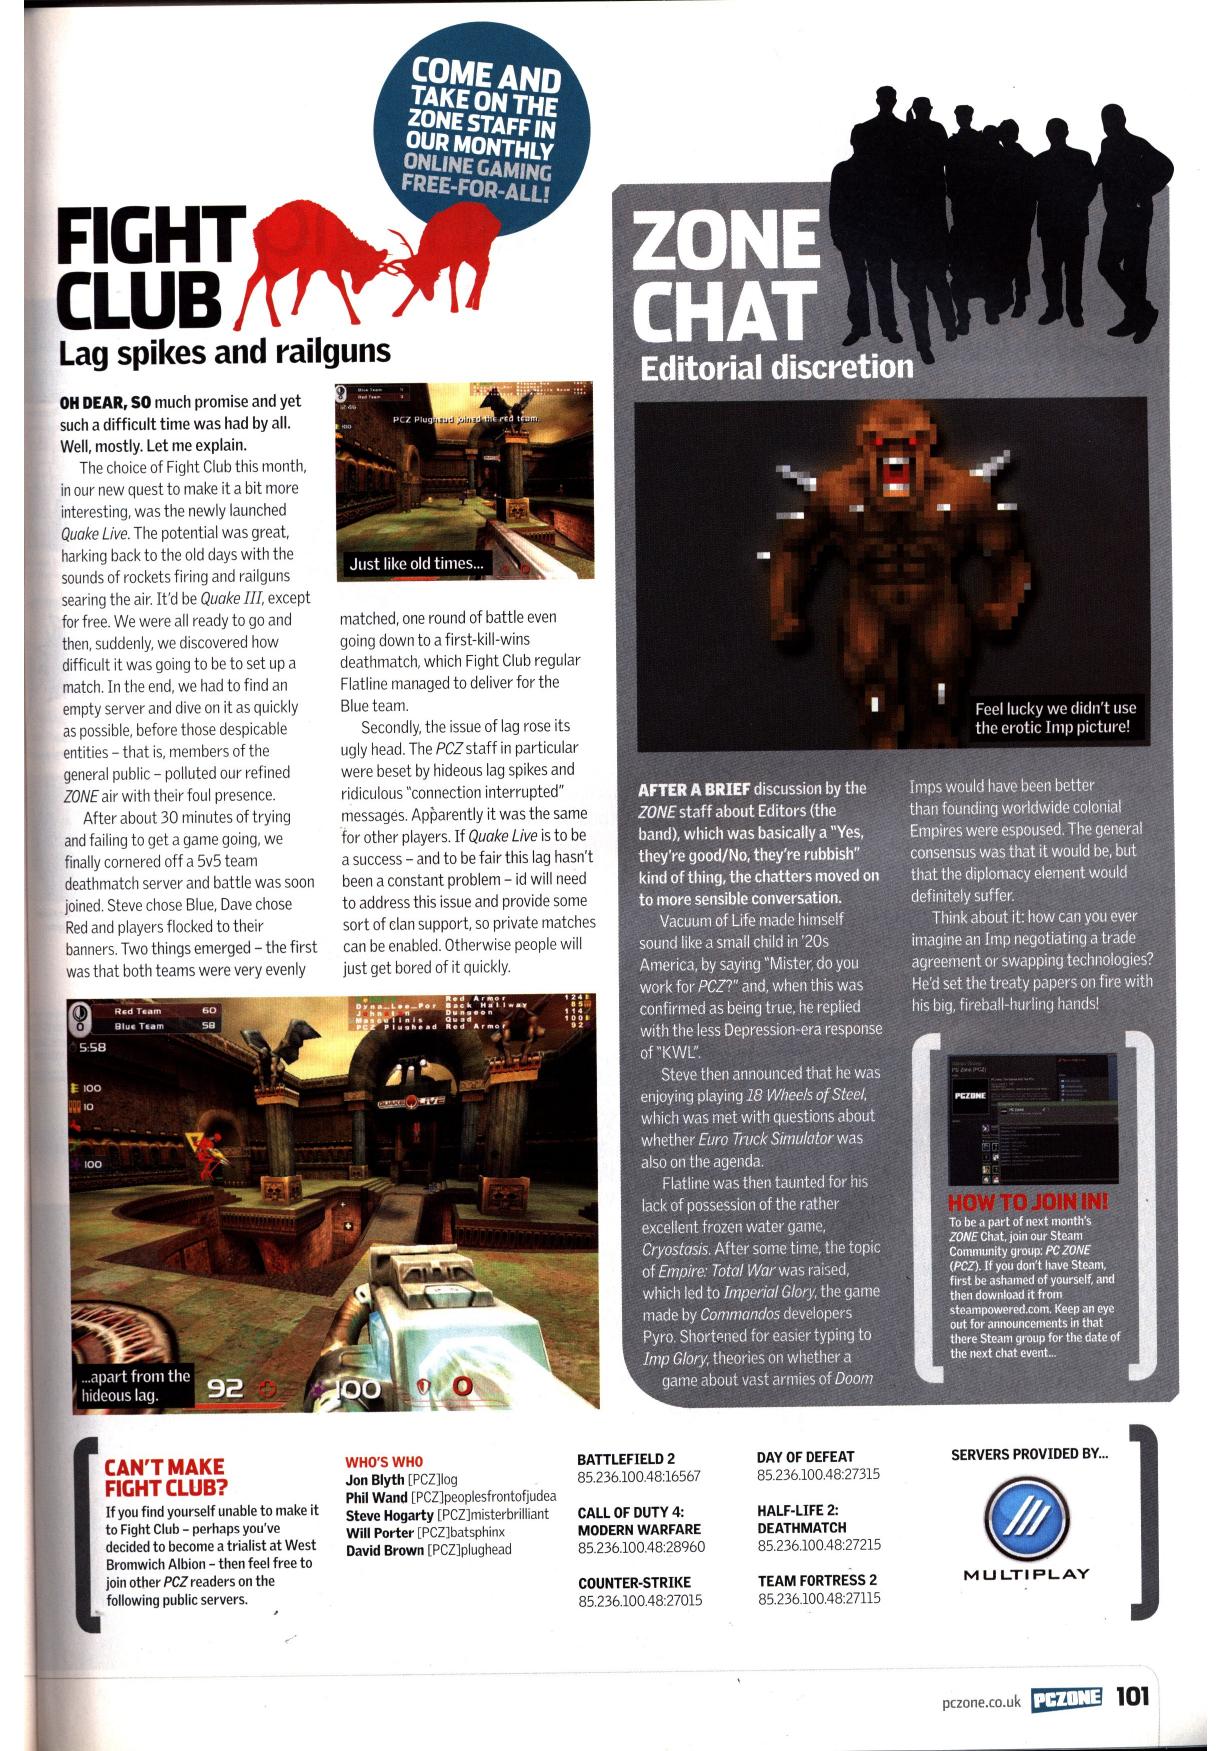 COME AND
TAKE ON THE
ZONE STAFF IN
OUR MONTHLY
ONLINE GAMING
FREE-FOR-ALL!
FIGHT
CLUB
Lag spikes and railguns
OH DEAR, SO much promise and yet
such a difficult time was had by all.
Well, mostly. Let me explain.
The choice of Fight Club this month,
in our new quest to make it a bit more
interesting, was the newly launched
Quake Live. The potential was great,
harking back to the old days with the
sounds of rockets firing and railguns
searing the air. It'd be Quake III, except
for free. We were all ready to go and
then, suddenly, we discovered how
difficult it was going to be to set up a
match. In the end, we had to find an
empty server and dive on it as quickly
as possible, before those despicable
entities – that is, members of the
general public – polluted our refined
ZONE air with their foul presence.
After about 30 minutes of trying
and failing to get a game going, we
finally cornered off a 5v5 team
deathmatch server and battle was soon
joined. Steve chose Blue, Dave chose
Red and players flocked to their
banners. Two things emerged – the first
was that both teams were very evenly
Blue Team
Red Team
PCZ Plughead joined the red team.
100
Just like old times...
matched, one round of battle even
going down to a first-kill-wins
deathmatch, which Fight Club regular
Flatline managed to deliver for the
Blue team.
Secondly, the issue of lag rose its
ugly head. The PCZ staff in particular
were beset by hideous lag spikes and
ridiculous "connection interrupted"
messages. Apparently it was the same
for other players. If Quake Live is to be
a success – and to be fair this lag hasn't
been a constant problem – id will need
to address this issue and provide some
sort of clan support, so private matches
can be enabled. Otherwise people will
just get bored of it quickly.
Red Team 60
Blue Team 58
5:58
100
10
100
Red Armor 124
Dyna_Lee_Por Back Hallway 85
Dungeon 114
Quad 100
PCZ Plughead Red Armor 92
QUAKE LIVE
...apart from the
hideous lag.
92 100 0
ZONE
CHAT
Editorial discretion
Feel lucky we didn't use
the erotic Imp picture!
AFTER A BRIEF discussion by the
ZONE staff about Editors (the
band), which was basically a "Yes,
they're good/No, they're rubbish"
kind of thing, the chatters moved on
to more sensible conversation.
Vacuum of Life made himself
sound like a small child in '20s
America, by saying "Mister, do you
work for PCZ?" and, when this was
confirmed as being true, he replied
with the less Depression-era response
of "KWL".
Steve then announced that he was
enjoying playing 18 Wheels of Steel,
which was met with questions about
whether Euro Truck Simulator was
also on the agenda.
Flatline was then taunted for his
lack of possession of the rather
excellent frozen water game,
Cryostasis. After some time, the topic
of Empire: Total War was raised,
which led to Imperial Glory, the game
made by Commandos developers
Pyro. Shortened for easier typing to
Imp Glory, theories on whether a
game about vast armies of Doom
Imps would have been better
than founding worldwide colonial
Empires were espoused. The general
consensus was that it would be, but
that the diplomacy element would
definitely suffer.
Think about it: how can you ever
imagine an Imp negotiating a trade
agreement or swapping technologies?
He'd set the treaty papers on fire with
his big, fireball-hurling hands!
PC Zone (PCZ)
PCZONE
HOW TO JOIN IN!
To be a part of next month's
ZONE Chat, join our Steam
Community group: PC ZONE
(PCZ). If you don't have Steam,
first be ashamed of yourself, and
then download it from
steampowered.com. Keep an eye
out for announcements in that
there Steam group for the date of
the next chat event...
CAN'T MAKE
FIGHT CLUB?
If you find yourself unable to make it
to Fight Club – perhaps you've
decided to become a trialist at West
Bromwich Albion – then feel free to
join other PCZ readers on the
following public servers.
WHO'S WHO
Jon Blyth [PCZ]log
Phil Wand [PCZ]peoplesfrontofjudea
Steve Hogarty [PCZ]misterbrilliant
Will Porter [PCZ]batsphinx
David Brown [PCZ]plughead
BATTLEFIELD 2
85.236.100.48:16567
CALL OF DUTY 4:
MODERN WARFARE
85.236.100.48:28960
COUNTER-STRIKE
85.236.100.48:27015
DAY OF DEFEAT
85.236.100.48:27315
HALF-LIFE 2:
DEATHMATCH
85.236.100.48:27215
TEAM FORTRESS 2
85.236.100.48:27115
SERVERS PROVIDED BY...
MULTIPLAY
pczone.co.uk PCZONE 101